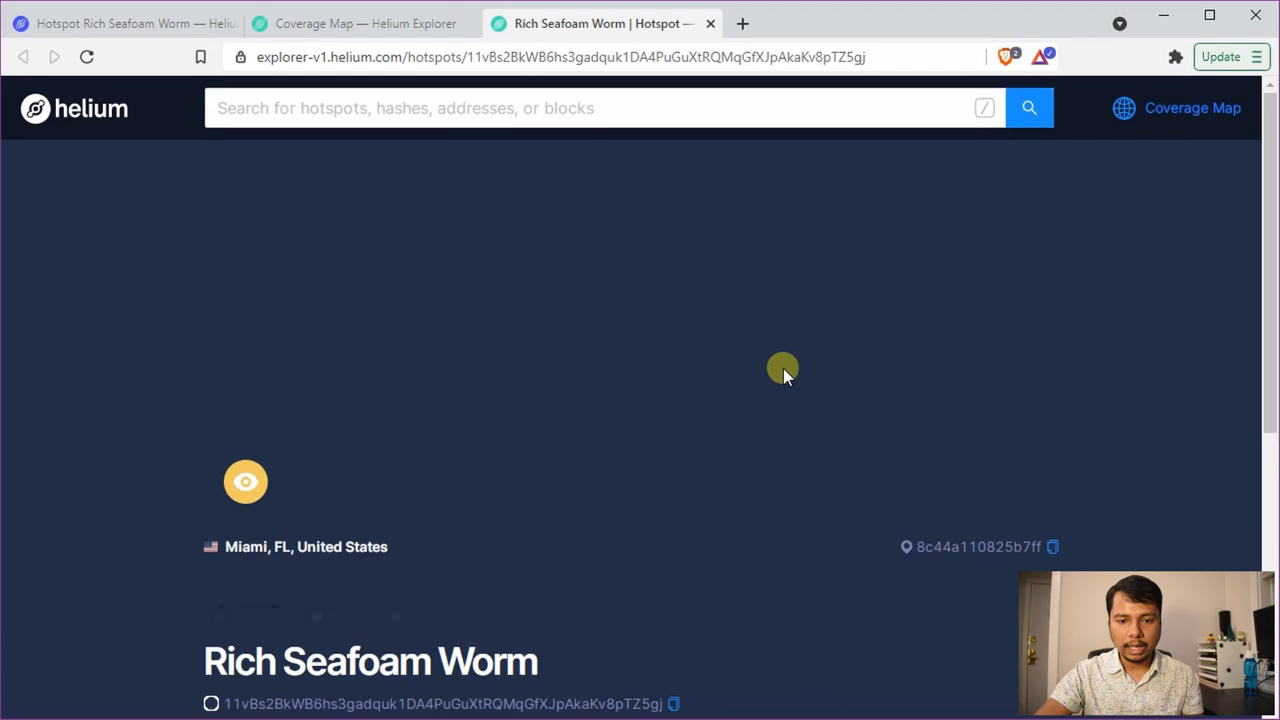 Hotspot Rich Seafoam Worm — Heliu
Coverage Map — Helium Explorer
Rich Seafoam Worm | Hotspot —
explorer-v1.helium.com/hotspots/11vBs2BkWB6hs3gadquk1DA4PuGuXtRQMqGfXJpAkaKv8pTZ5gj
2
Update
helium
Search for hotspots, hashes, addresses, or blocks
/
Coverage Map
Miami, FL, United States
8c44a110825b7ff
Rich Seafoam Worm
11vBs2BkWB6hs3gadquk1DA4PuGuXtRQMqGfXJpAkaKv8pTZ5gj